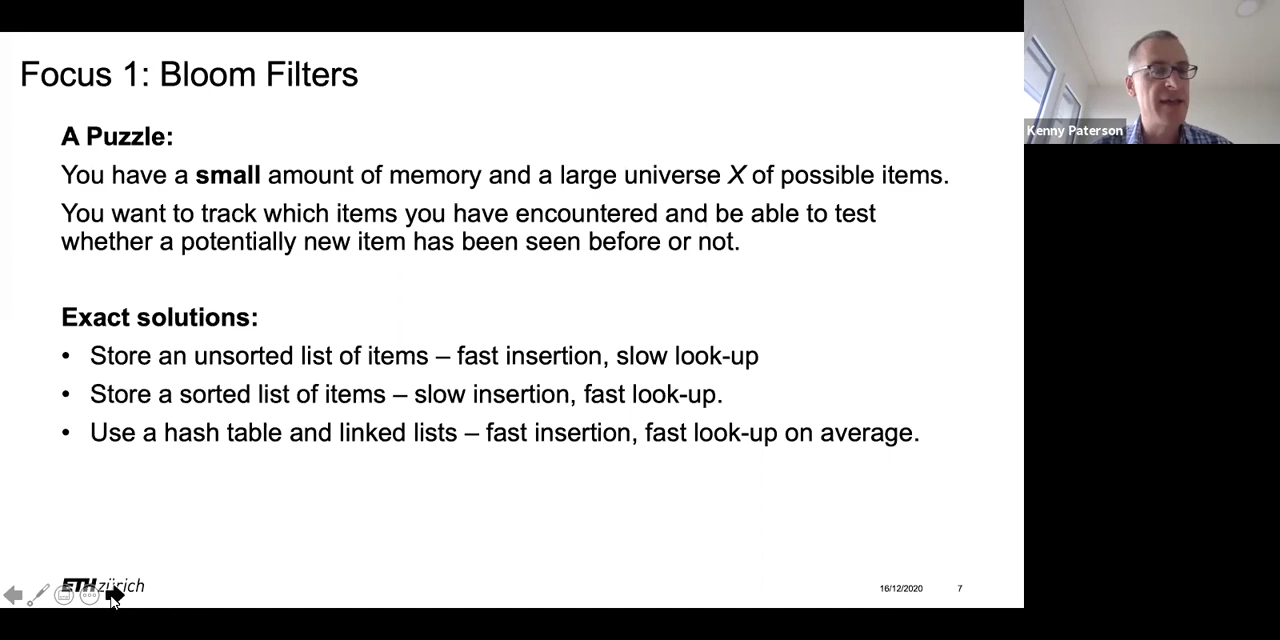 Focus 1: Bloom Filters
A Puzzle:
You have a small amount of memory and a large universe X of possible items.
You want to track which items you have encountered and be able to test
whether a potentially new item has been seen before or not.
Exact solutions:
• Store an unsorted list of items – fast insertion, slow look-up
• Store a sorted list of items – slow insertion, fast look-up.
• Use a hash table and linked lists – fast insertion, fast look-up on average.
ETH zürich
16/12/2020
7
Kenny Paterson